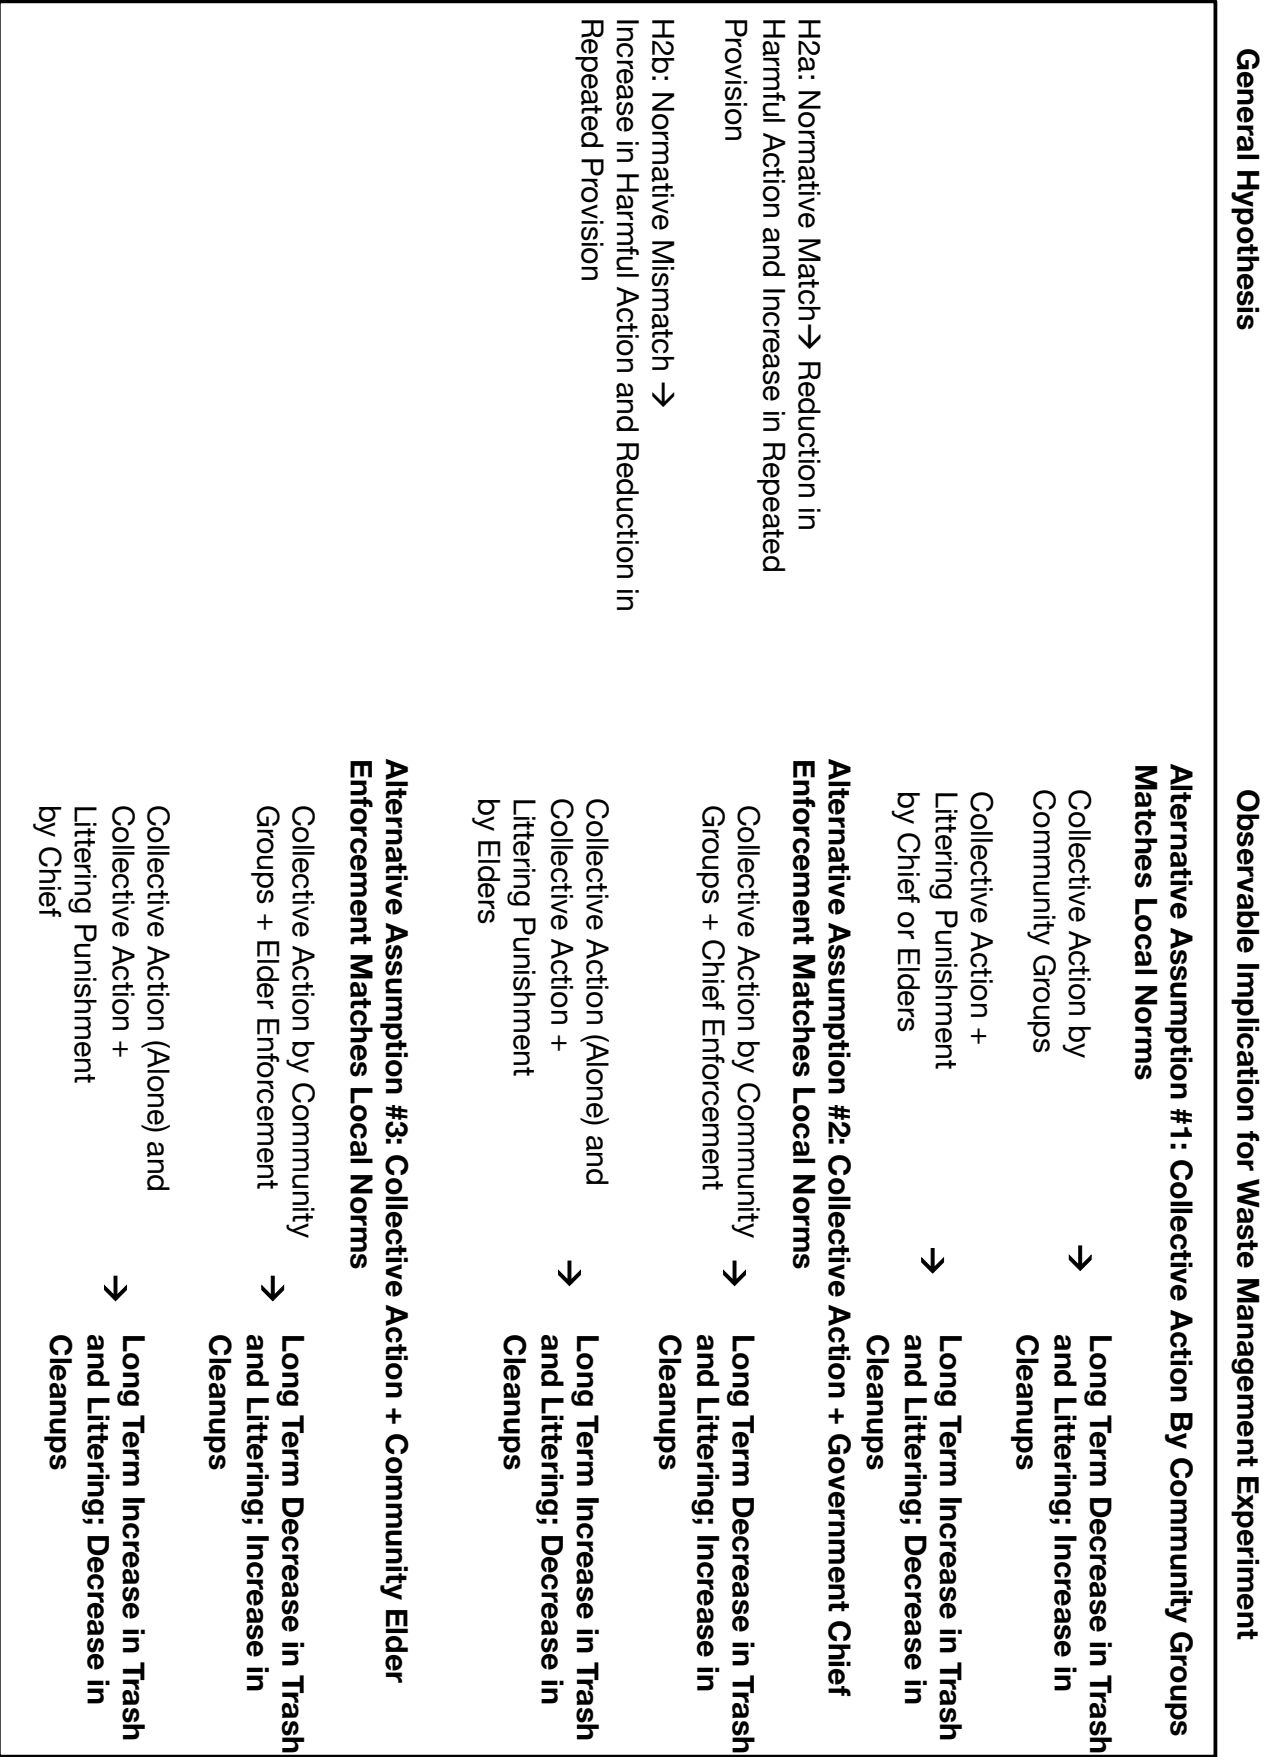 General Hypothesis
Observable Implication for Waste Management Experiment
H2a: Normative Match→ Reduction in
Harmful Action and Increase in Repeated
Provision
H2b: Normative Mismatch →
Increase in Harmful Action and Reduction in
Repeated Provision
Alternative Assumption #1: Collective Action By Community Groups
Matches Local Norms
Collective Action by
Community Groups
→
Long Term Decrease in Trash
and Littering; Increase in
Cleanups
Collective Action +
Littering Punishment
by Chief or Elders
→
Long Term Increase in Trash
and Littering; Decrease in
Cleanups
Alternative Assumption #2: Collective Action + Government Chief
Enforcement Matches Local Norms
Collective Action by Community
Groups + Chief Enforcement
→
Long Term Decrease in Trash
and Littering; Increase in
Cleanups
Collective Action (Alone) and
Collective Action +
Littering Punishment
by Elders
→
Long Term Increase in Trash
and Littering; Decrease in
Cleanups
Alternative Assumption #3: Collective Action + Community Elder
Enforcement Matches Local Norms
Collective Action by Community
Groups + Elder Enforcement
→
Long Term Decrease in Trash
and Littering; Increase in
Cleanups
Collective Action (Alone) and
Collective Action +
Littering Punishment
by Chief
→
Long Term Increase in Trash
and Littering; Decrease in
Cleanups